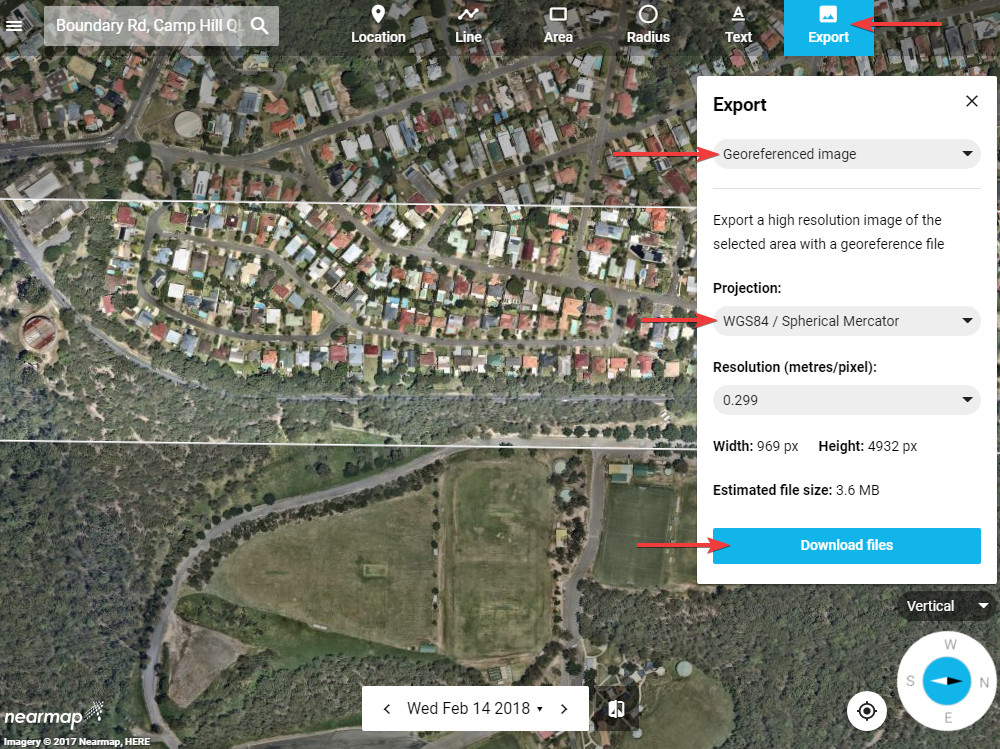 Boundary Rd, Camp Hill QL
Location
Line
Area
Radius
Text
Export
Export
Georeferenced image
Export a high resolution image of the
selected area with a georeference file
Projection:
WGS84 / Spherical Mercator
Resolution (metres/pixel):
0.299
Width: 969 px Height: 4932 px
Estimated file size: 3.6 MB
Download files
Vertical
W
S N
E
Wed Feb 14 2018
nearmap
Imagery © 2017 Nearmap, HERE